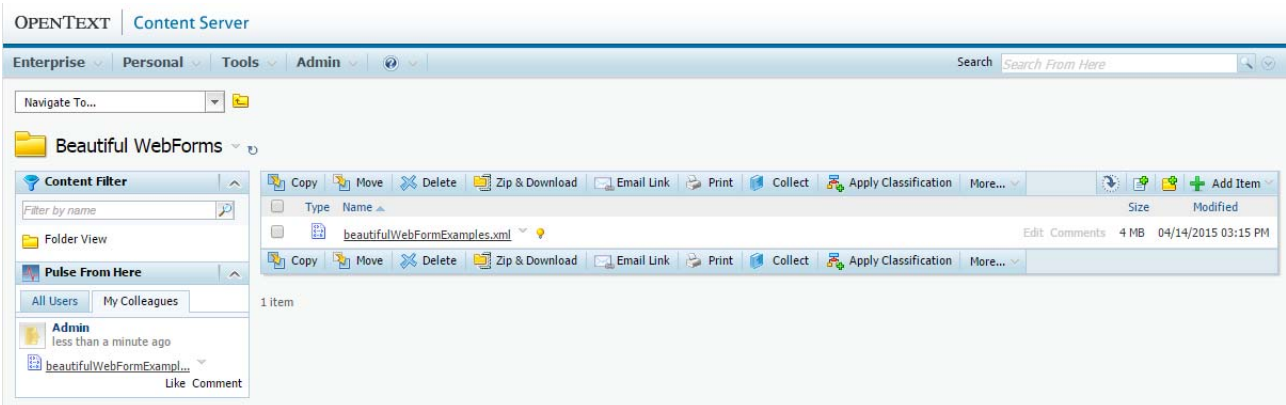 OPENTEXT Content Server
Enterprise Personal Tools Admin Search Search From Here
Navigate To...
Beautiful WebForms
Content Filter
Filter by name
Folder View
Pulse From Here
All Users My Colleagues
Admin
less than a minute ago
beautifulWebFormExampl...
Like Comment
Copy Move Delete Zip & Download Email Link Print Collect Apply Classification More... Add Item
Type Name Size Modified
beautifulWebFormExamples.xml Edit Comments 4 MB 04/14/2015 03:15 PM
Copy Move Delete Zip & Download Email Link Print Collect Apply Classification More...
1 item